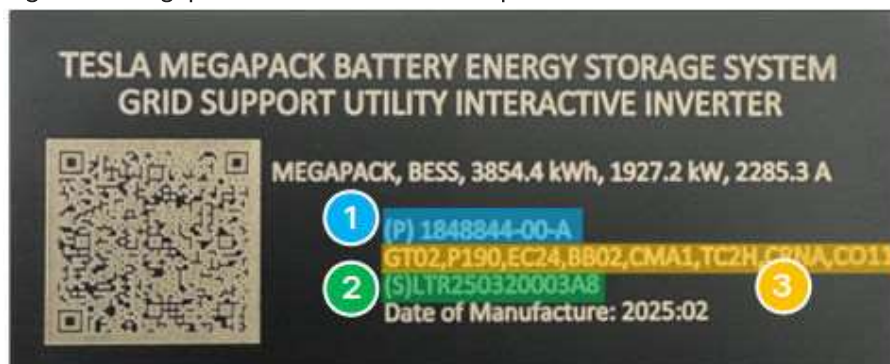 TESLA MEGAPACK BATTERY ENERGY STORAGE SYSTEM
GRID SUPPORT UTILITY INTERACTIVE INVERTER
MEGAPACK, BESS, 3854.4 kWh, 1927.2 kW, 2285.3 A
1
(P) 1848844-00-A
GT02,P190,EC24,BB02,CMA1,TC2H,CRNA,CO11
2
(S)LTR250320003A8
3
Date of Manufacture: 2025:02